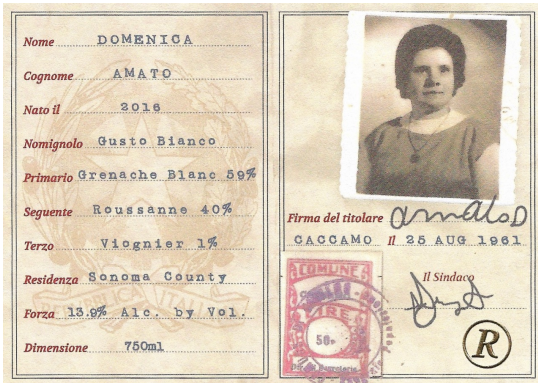 Nome DOMENICA
Cognome AMATO
Nato il 2016
Nomignolo Gusto Bianco
Primario Grenache Blanc 59%
Seguente Roussanne 40%
Terzo Viognier 1%
Residenza Sonoma County
Forza 13.9% Alc. by Vol.
Dimensione 750ml
Firma del titolare amato D
CACCAMO Il 25 AUG 1961
Il Sindaco
COMUNE
LIRE
50
R